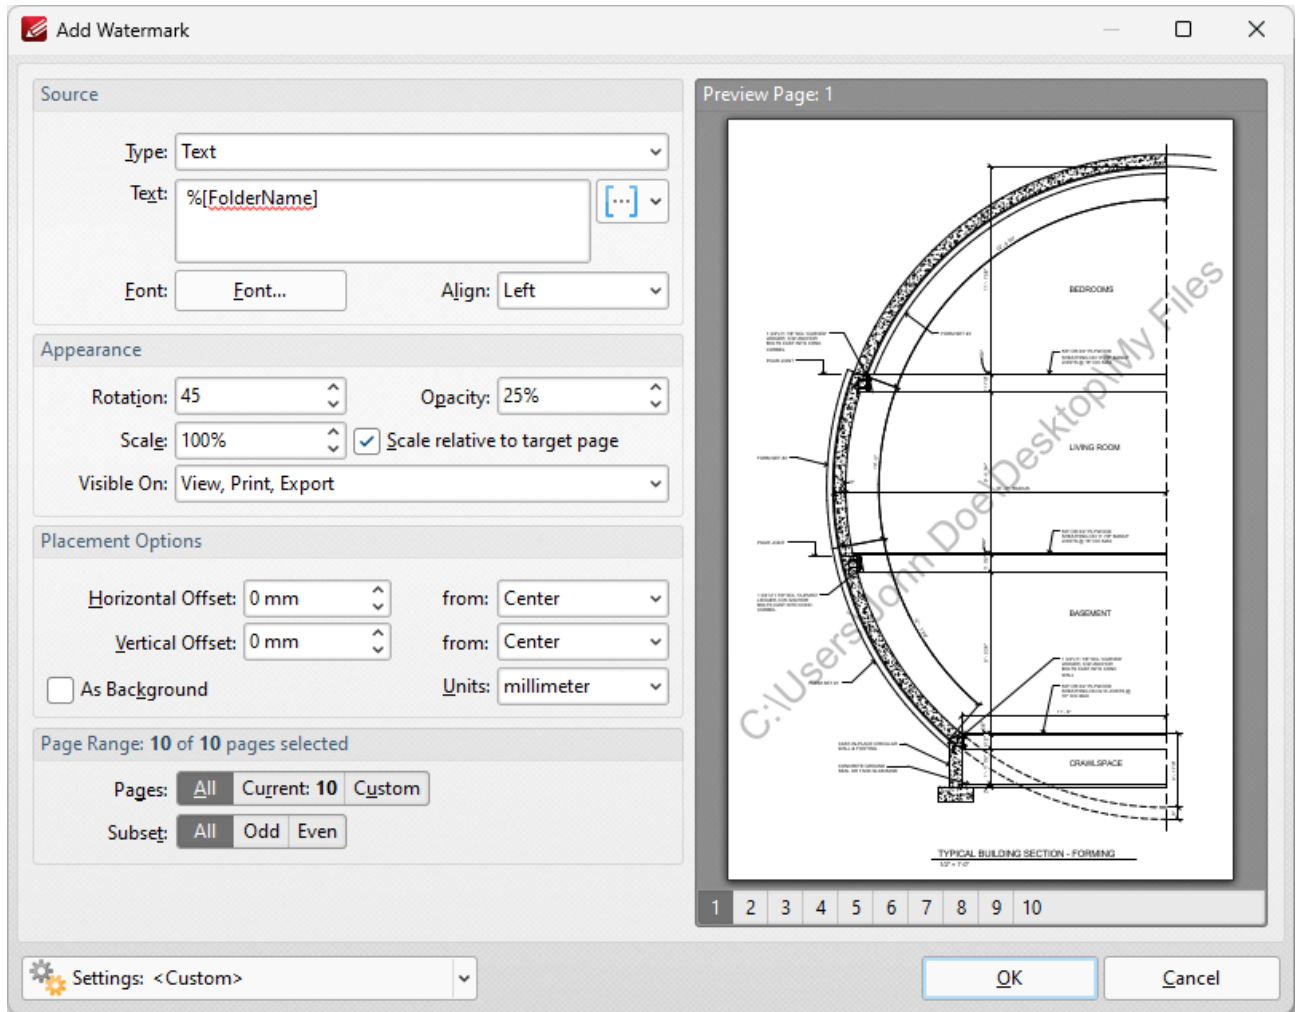 Add Watermark
Source
Type: Text
Text: %[FolderName]
Font: Font... Align: Left
Appearance
Rotation: 45 Opacity: 25%
Scale: 100% Scale relative to target page
Visible On: View, Print, Export
Placement Options
Horizontal Offset: 0 mm from: Center
Vertical Offset: 0 mm from: Center
As Background Units: millimeter
Page Range: 10 of 10 pages selected
Pages: All Current: 10 Custom
Subset: All Odd Even
Preview Page: 1
BEDROOMS
LIVING ROOM
BASEMENT
CRAWLSPACE
C:\Users\John Doe\Desktop\My Files
TYPICAL BUILDING SECTION - FORMING
1 2 3 4 5 6 7 8 9 10
Settings: <Custom>
OK Cancel